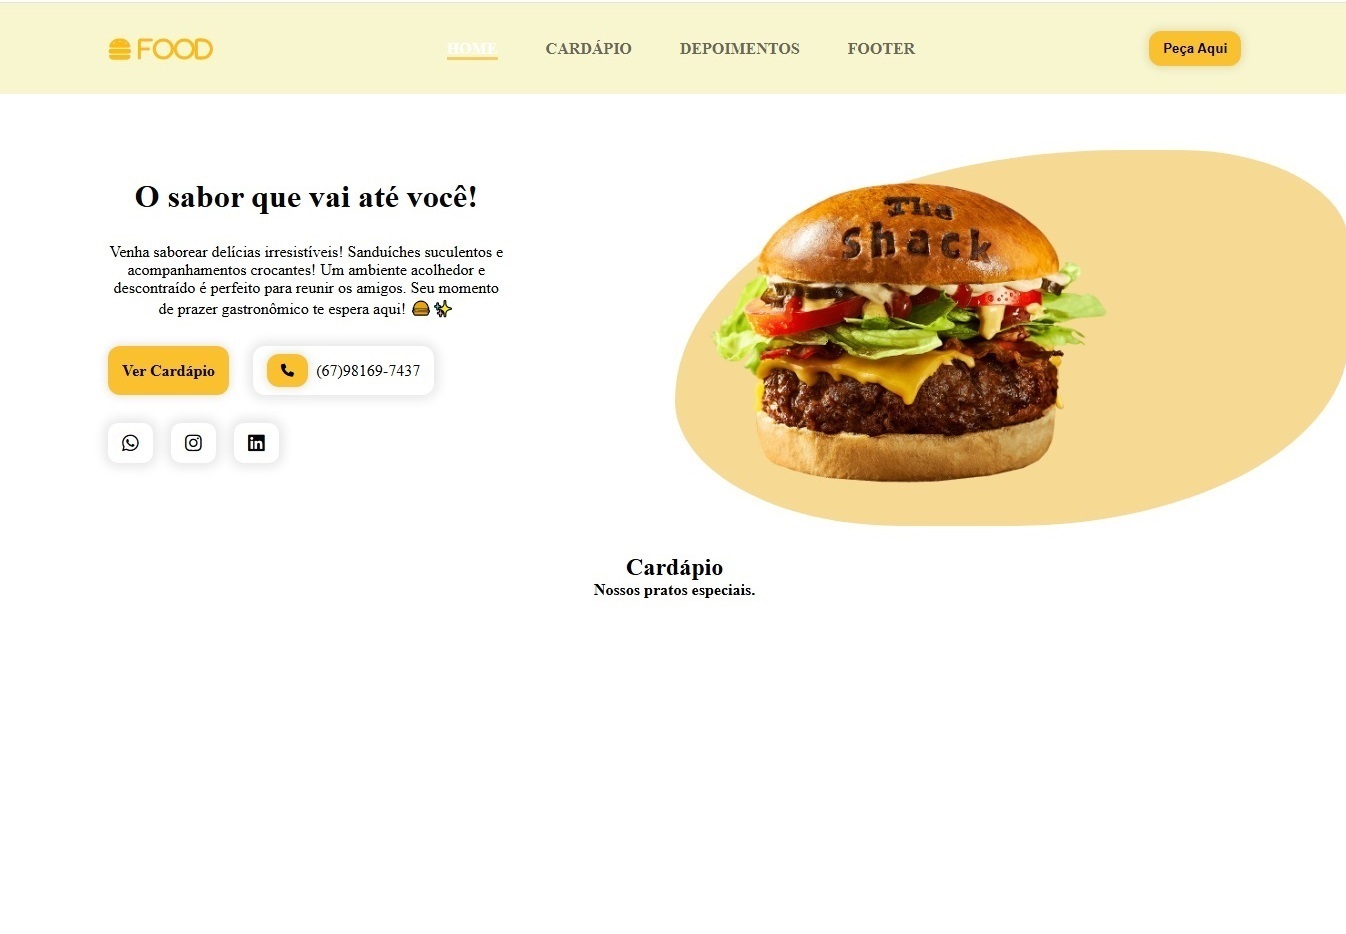 FOOD
HOME CARDÁPIO DEPOIMENTOS FOOTER
Peça Aqui
O sabor que vai até você!
Venha saborear delícias irresistíveis! Sanduíches suculentos e
acompanhamentos crocantes! Um ambiente acolhedor e
descontraído é perfeito para reunir os amigos. Seu momento
de prazer gastronômico te espera aqui! 🍔✨
Ver Cardápio
(67)98169-7437
The
Shack
Cardápio
Nossos pratos especiais.